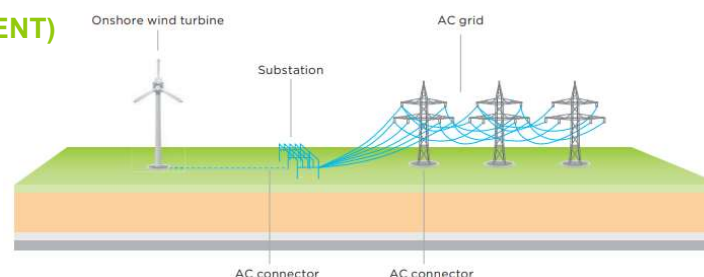 ENT)
Onshore wind turbine
AC grid
Substation
AC connector
AC connector